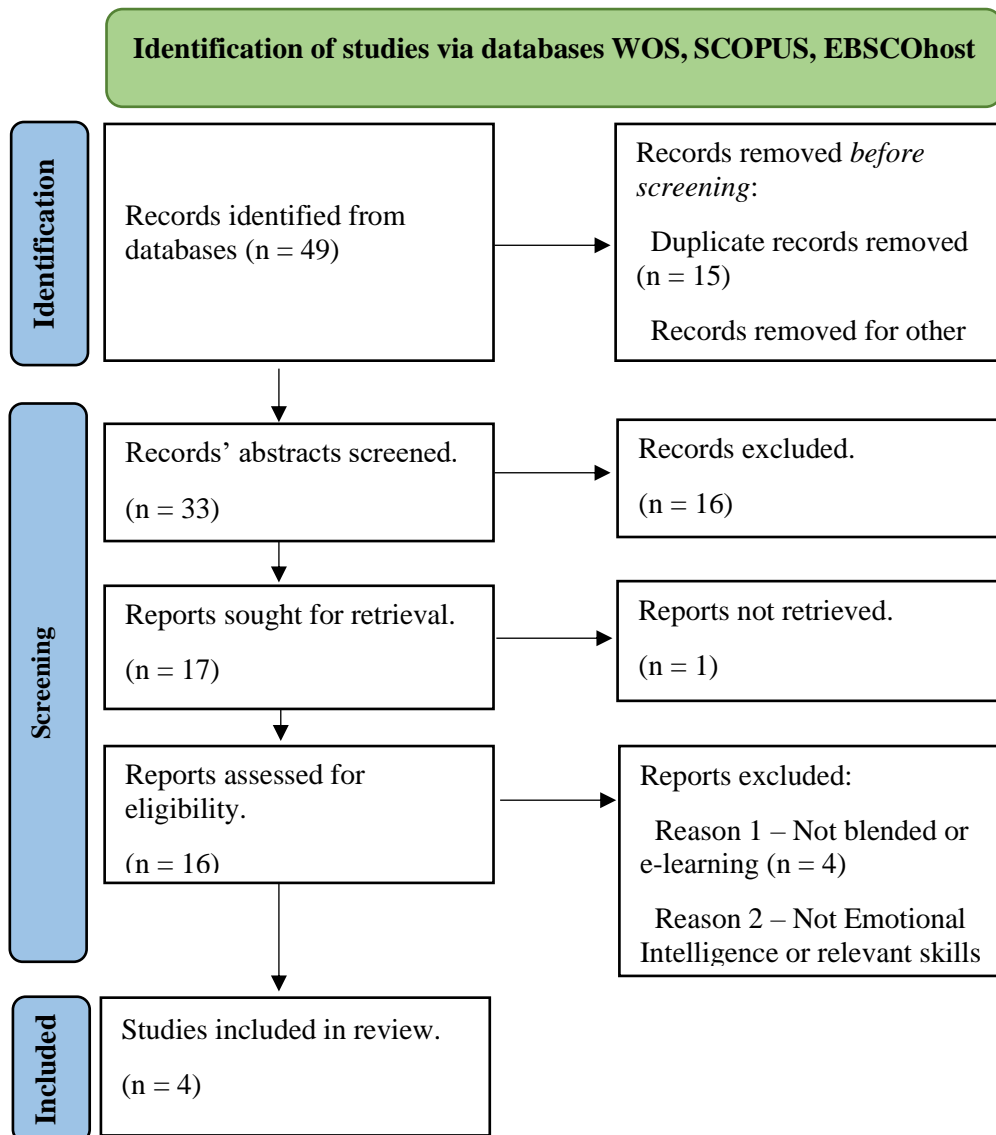 Identification of studies via databases WOS, SCOPUS, EBSCOhost
Identification
Records identified from
databases (n = 49)
Records removed before
screening:
Duplicate records removed
(n = 15)
Records removed for other
Screening
Records’ abstracts screened.
(n = 33)
Records excluded.
(n = 16)
Reports sought for retrieval.
(n = 17)
Reports not retrieved.
(n = 1)
Reports assessed for
eligibility.
(n = 16)
Reports excluded:
Reason 1 – Not blended or
e-learning (n = 4)
Reason 2 – Not Emotional
Intelligence or relevant skills
Included
Studies included in review.
(n = 4)